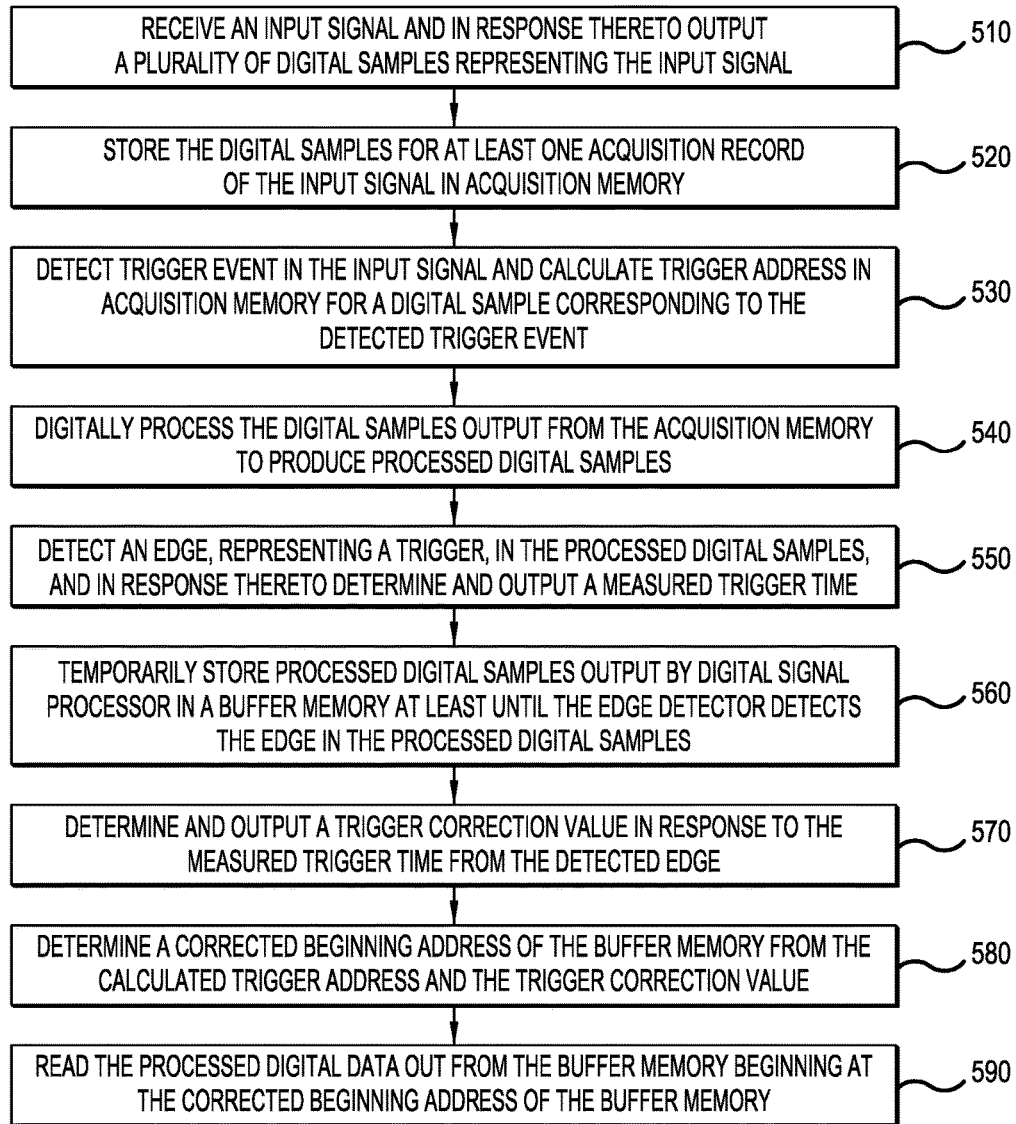 RECEIVE AN INPUT SIGNAL AND IN RESPONSE THERETO OUTPUT
A PLURALITY OF DIGITAL SAMPLES REPRESENTING THE INPUT SIGNAL
510
STORE THE DIGITAL SAMPLES FOR AT LEAST ONE ACQUISITION RECORD
OF THE INPUT SIGNAL IN ACQUISITION MEMORY
520
DETECT TRIGGER EVENT IN THE INPUT SIGNAL AND CALCULATE TRIGGER ADDRESS IN
ACQUISITION MEMORY FOR A DIGITAL SAMPLE CORRESPONDING TO THE
DETECTED TRIGGER EVENT
530
DIGITALLY PROCESS THE DIGITAL SAMPLES OUTPUT FROM THE ACQUISITION MEMORY
TO PRODUCE PROCESSED DIGITAL SAMPLES
540
DETECT AN EDGE, REPRESENTING A TRIGGER, IN THE PROCESSED DIGITAL SAMPLES,
AND IN RESPONSE THERETO DETERMINE AND OUTPUT A MEASURED TRIGGER TIME
550
TEMPORARILY STORE PROCESSED DIGITAL SAMPLES OUTPUT BY DIGITAL SIGNAL
PROCESSOR IN A BUFFER MEMORY AT LEAST UNTIL THE EDGE DETECTOR DETECTS
THE EDGE IN THE PROCESSED DIGITAL SAMPLES
560
DETERMINE AND OUTPUT A TRIGGER CORRECTION VALUE IN RESPONSE TO THE
MEASURED TRIGGER TIME FROM THE DETECTED EDGE
570
DETERMINE A CORRECTED BEGINNING ADDRESS OF THE BUFFER MEMORY FROM THE
CALCULATED TRIGGER ADDRESS AND THE TRIGGER CORRECTION VALUE
580
READ THE PROCESSED DIGITAL DATA OUT FROM THE BUFFER MEMORY BEGINNING AT
THE CORRECTED BEGINNING ADDRESS OF THE BUFFER MEMORY
590